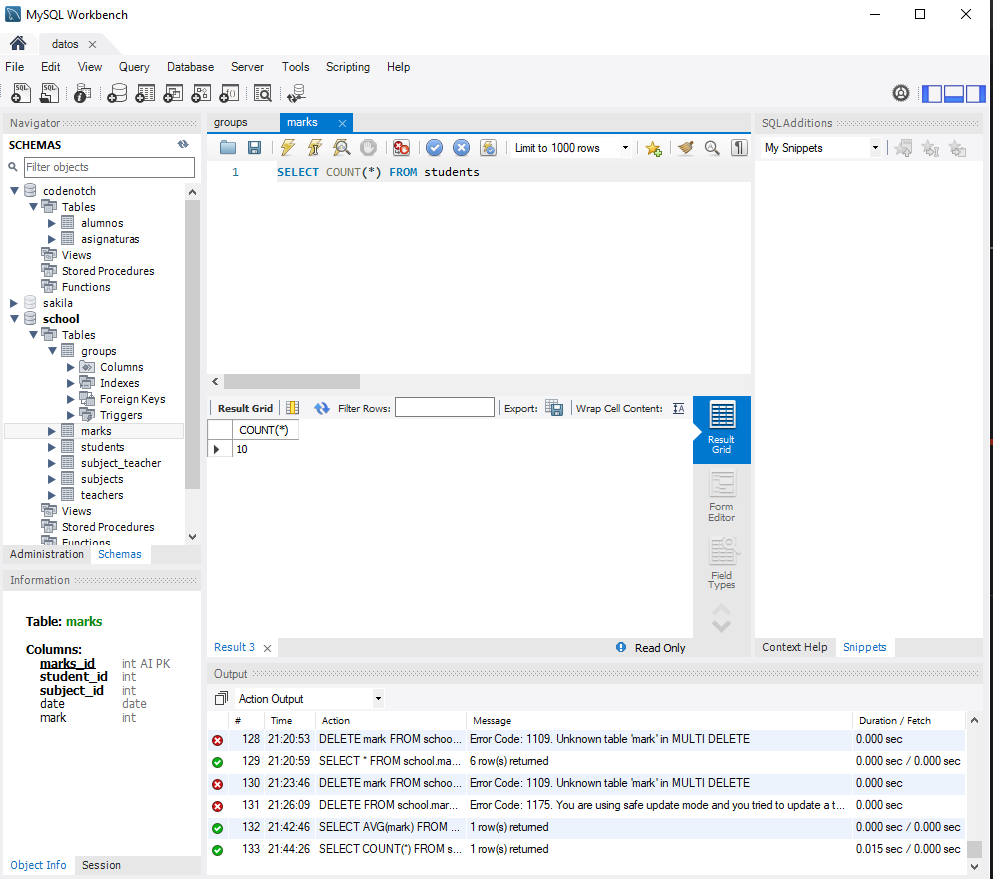 MySQL Workbench
datos
File Edit View Query Database Server Tools Scripting Help
Navigator
SCHEMAS
Filter objects
codenotch
Tables
alumnos
asignaturas
Views
Stored Procedures
Functions
sakila
school
Tables
groups
Columns
Indexes
Foreign Keys
Triggers
marks
students
subject_teacher
subjects
teachers
Views
Stored Procedures
Functions
Administration Schemas
Information
Table: marks
Columns:
marks_id int AI PK
student_id int
subject_id int
date date
mark int
Object Info Session
groups marks
Limit to 1000 rows
1 SELECT COUNT(*) FROM students
Result Grid Filter Rows: Export: Wrap Cell Content:
COUNT(*)
10
Result
Grid
Form
Editor
Field
Types
Result 3 Read Only
SQLAdditions
My Snippets
Context Help Snippets
Output
Action Output
# Time Action Message Duration / Fetch
128 21:20:53 DELETE mark FROM schoo... Error Code: 1109. Unknown table 'mark' in MULTI DELETE 0.000 sec
129 21:20:59 SELECT * FROM school.ma... 6 row(s) returned 0.000 sec / 0.000 sec
130 21:23:46 DELETE mark FROM schoo... Error Code: 1109. Unknown table 'mark' in MULTI DELETE 0.000 sec
131 21:26:09 DELETE FROM school.mar... Error Code: 1175. You are using safe update mode and you tried to update a t... 0.000 sec
132 21:42:46 SELECT AVG(mark) FROM ... 1 row(s) returned 0.000 sec / 0.000 sec
133 21:44:26 SELECT COUNT(*) FROM s... 1 row(s) returned 0.015 sec / 0.000 sec